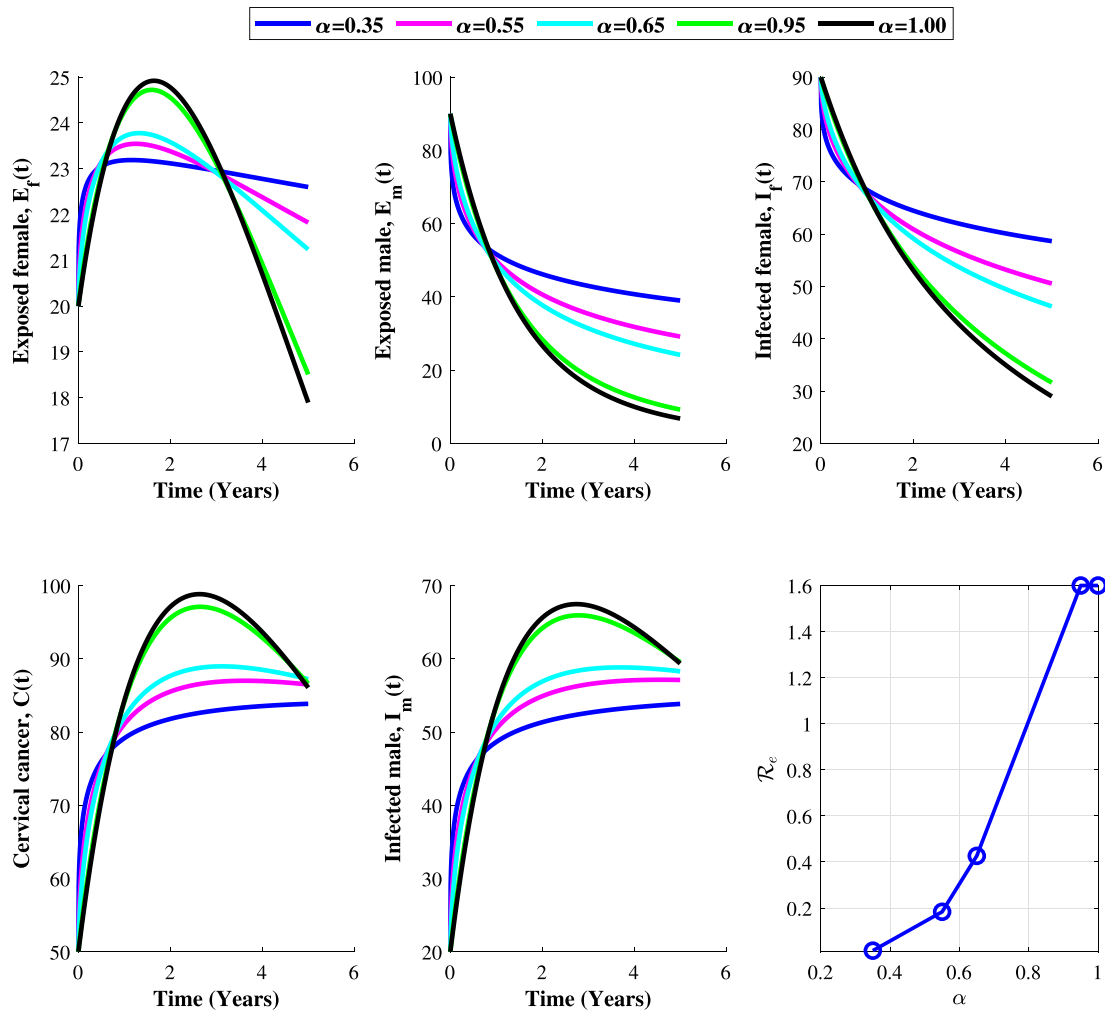 α=0.35 α=0.55 α=0.65 α=0.95 α=1.00
25
24
23
22
21
20
19
18
17
Exposed female, E_f(t)
0 2 4 6
Time (Years)
100
80
60
40
20
0
Exposed male, E_m(t)
0 2 4 6
Time (Years)
90
80
70
60
50
40
30
20
Infected female, I_f(t)
0 2 4 6
Time (Years)
100
90
80
70
60
50
Cervical cancer, C(t)
0 2 4 6
Time (Years)
70
60
50
40
30
20
Infected male, I_m(t)
0 2 4 6
Time (Years)
1.6
1.4
1.2
1
0.8
0.6
0.4
0.2
ℛ_e
0.2 0.4 0.6 0.8 1
α